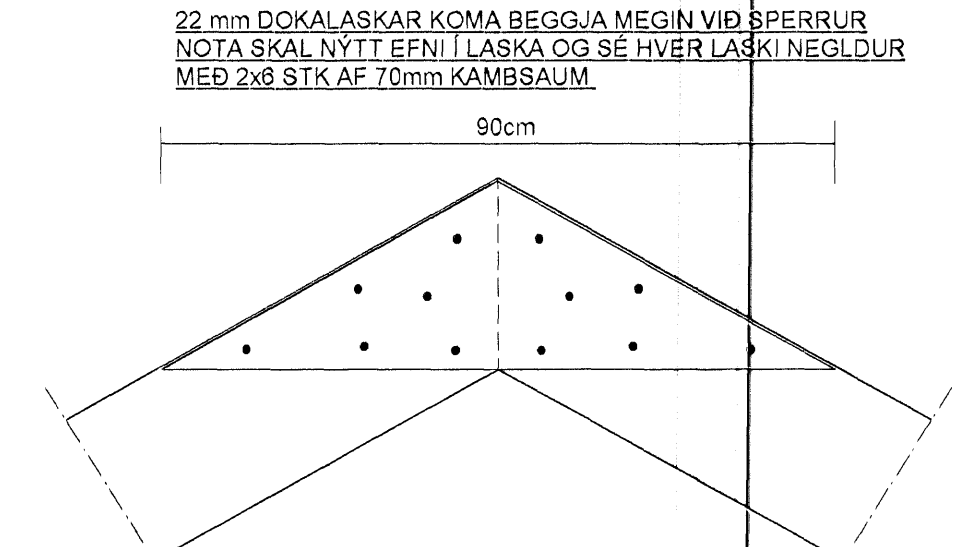 22 mm DOKALASKAR KOMA BEGGJA MEGIN VIÐ SPERRUR
NOTA SKAL NÝTT EFNI Í LASKA OG SÉ HVER LASKI NEGLDUR
MEÐ 2x6 STK AF 70mm KAMBSAUM
90cm